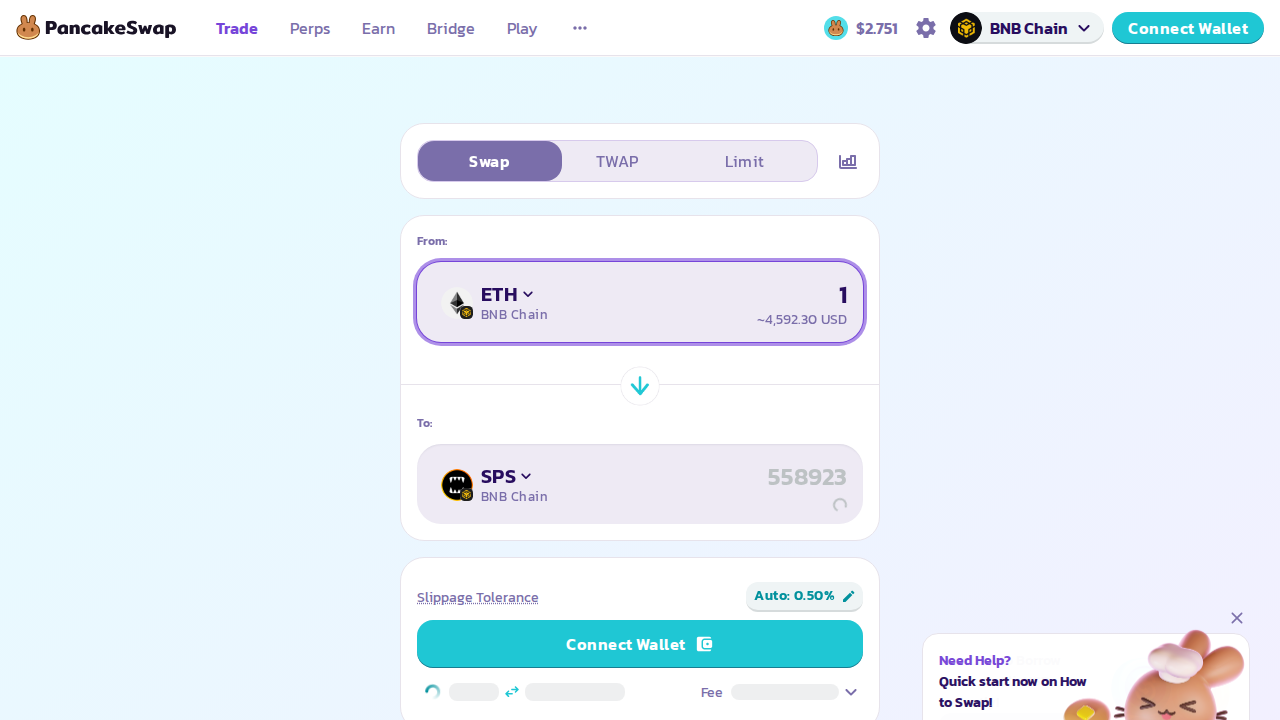 PancakeSwap Trade Perps Earn Bridge Play $2.751 BNB Chain Connect Wallet
Swap TWAP Limit
From:
ETH 1
BNB Chain ~4,592.30 USD
To:
SPS 558923
BNB Chain
Slippage Tolerance Auto: 0.50%
Connect Wallet
Fee
Need Help?
Quick start now on How
to Swap!